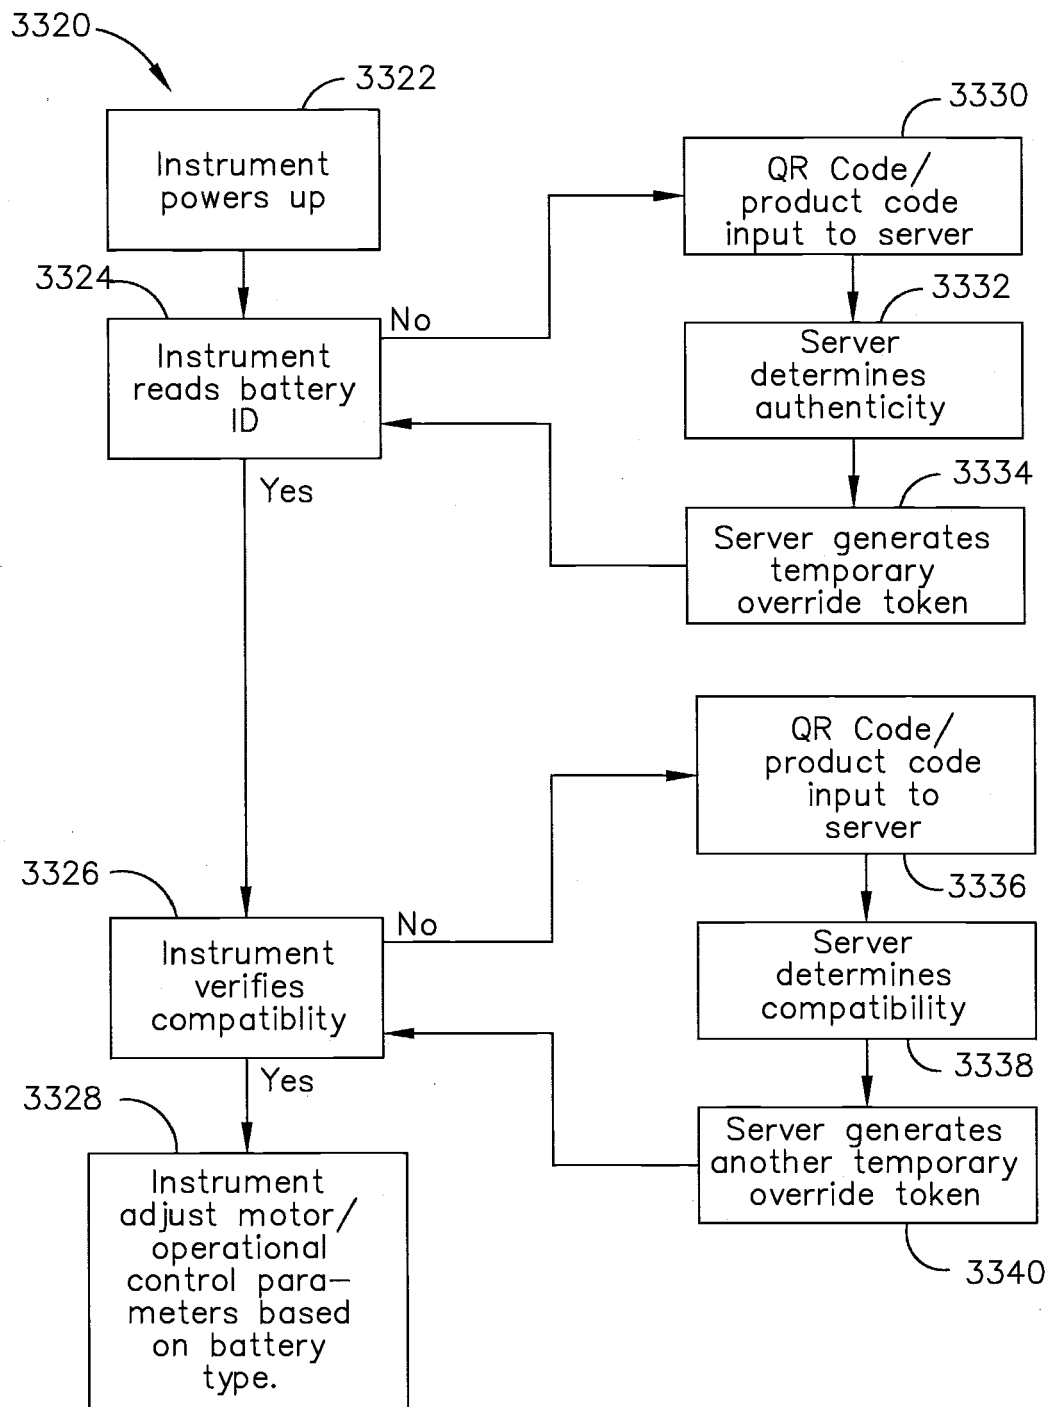 3320
3322
Instrument
powers up
3324
Instrument
reads battery
ID
No
Yes
3330
QR Code/
product code
input to server
3332
Server
determines
authenticity
3334
Server generates
temporary
override token
3326
Instrument
verifies
compatiblity
No
Yes
QR Code/
product code
input to
server
3336
Server
determines
compatibility
3338
Server generates
another temporary
override token
3340
3328
Instrument
adjust motor/
operational
control para-
meters based
on battery
type.